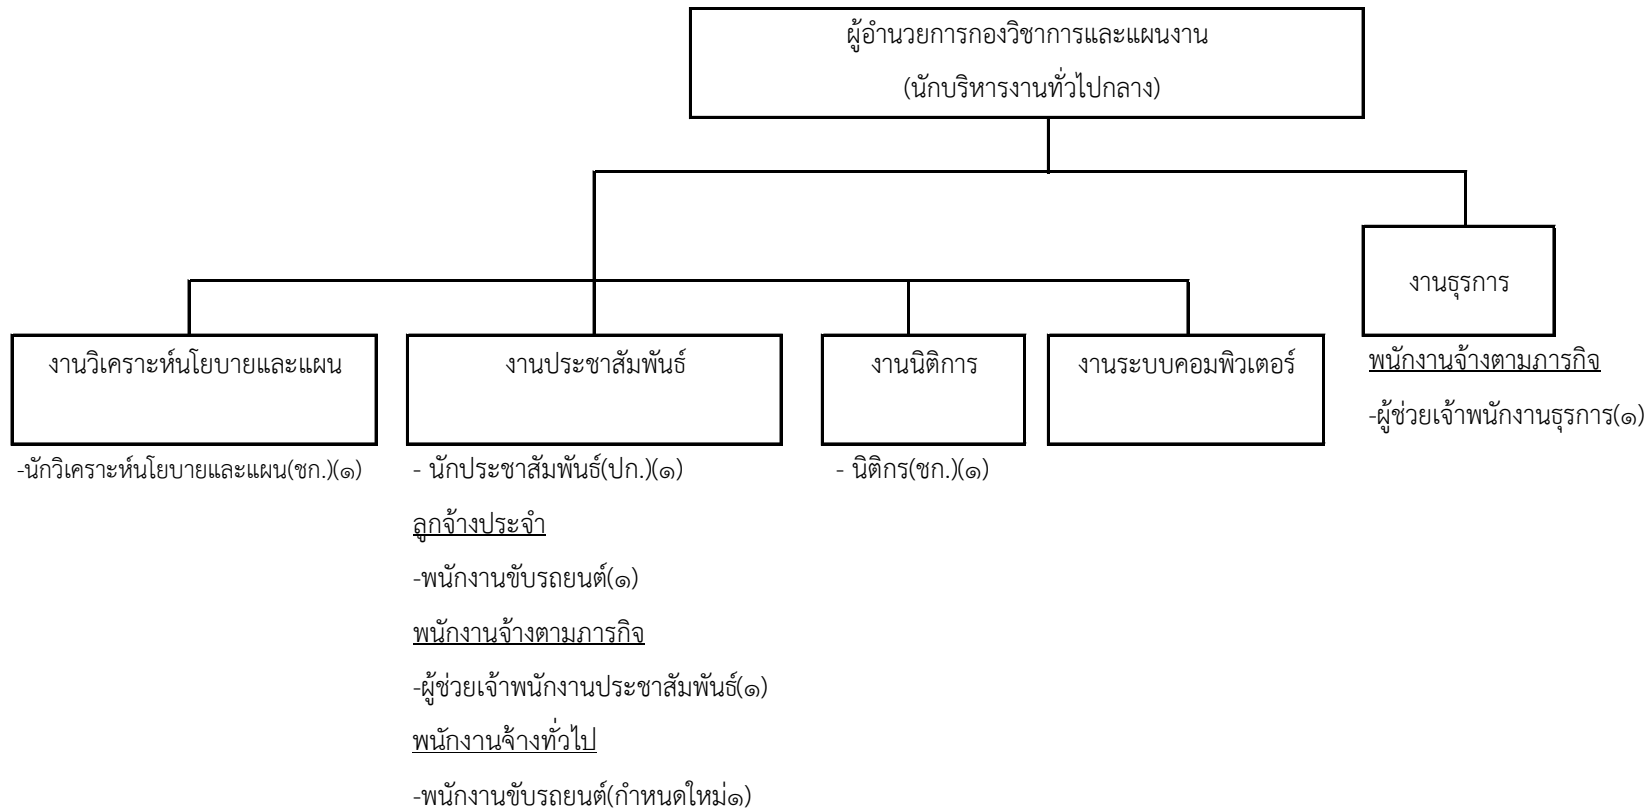 ผู้อำนวยการกองวิชาการและแผนงาน
(นักบริหารงานทั่วไปกลาง)
งานธุรการ
พนักงานจ้างตามภารกิจ
-ผู้ช่วยเจ้าพนักงานธุรการ(๑)
งานวิเคราะห์นโยบายและแผน
-นักวิเคราะห์นโยบายและแผน(ชก.)(๑)
งานประชาสัมพันธ์
- นักประชาสัมพันธ์(ปก.)(๑)
ลูกจ้างประจำ
-พนักงานขับรถยนต์(๑)
พนักงานจ้างตามภารกิจ
-ผู้ช่วยเจ้าพนักงานประชาสัมพันธ์(๑)
พนักงานจ้างทั่วไป
-พนักงานขับรถยนต์(กำหนดใหม่๑)
งานนิติการ
- นิติกร(ชก.)(๑)
งานระบบคอมพิวเตอร์